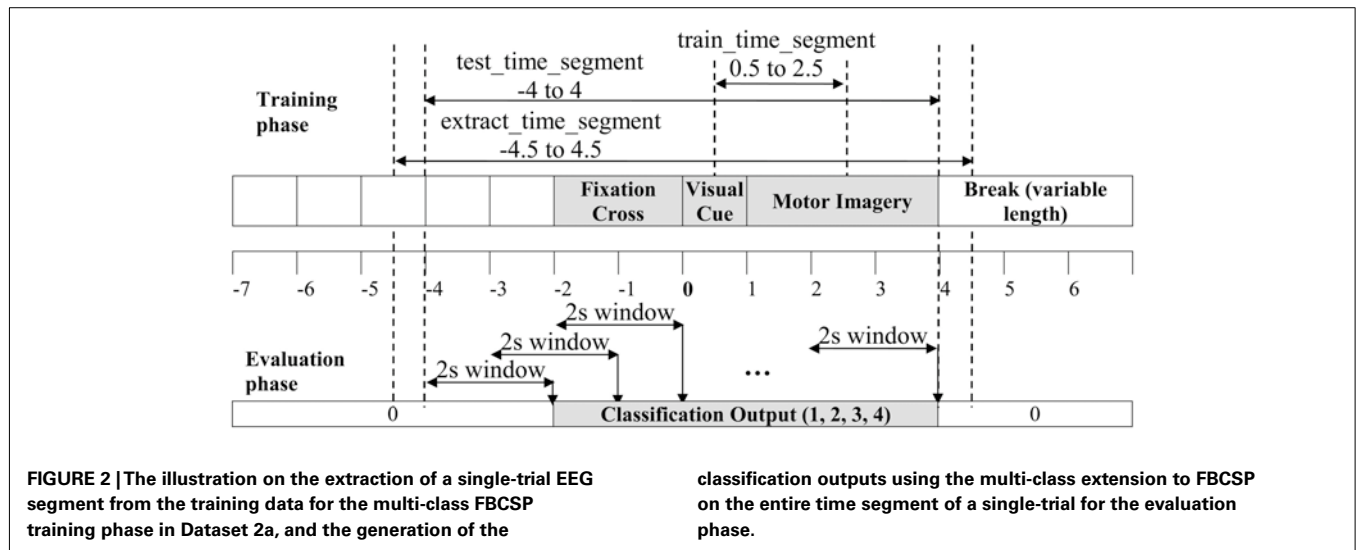 train_time_segment
0.5 to 2.5
test_time_segment
-4 to 4
Training
phase
extract_time_segment
-4.5 to 4.5
Fixation
Cross
Visual
Cue
Motor Imagery
Break (variable
length)
-7 -6 -5 -4 -3 -2 -1 0 1 2 3 4 5 6
2s window
2s window
2s window
2s window
...
Evaluation
phase
0
Classification Output (1, 2, 3, 4)
0
FIGURE 2 | The illustration on the extraction of a single-trial EEG
segment from the training data for the multi-class FBCSP
training phase in Dataset 2a, and the generation of the
classification outputs using the multi-class extension to FBCSP
on the entire time segment of a single-trial for the evaluation
phase.